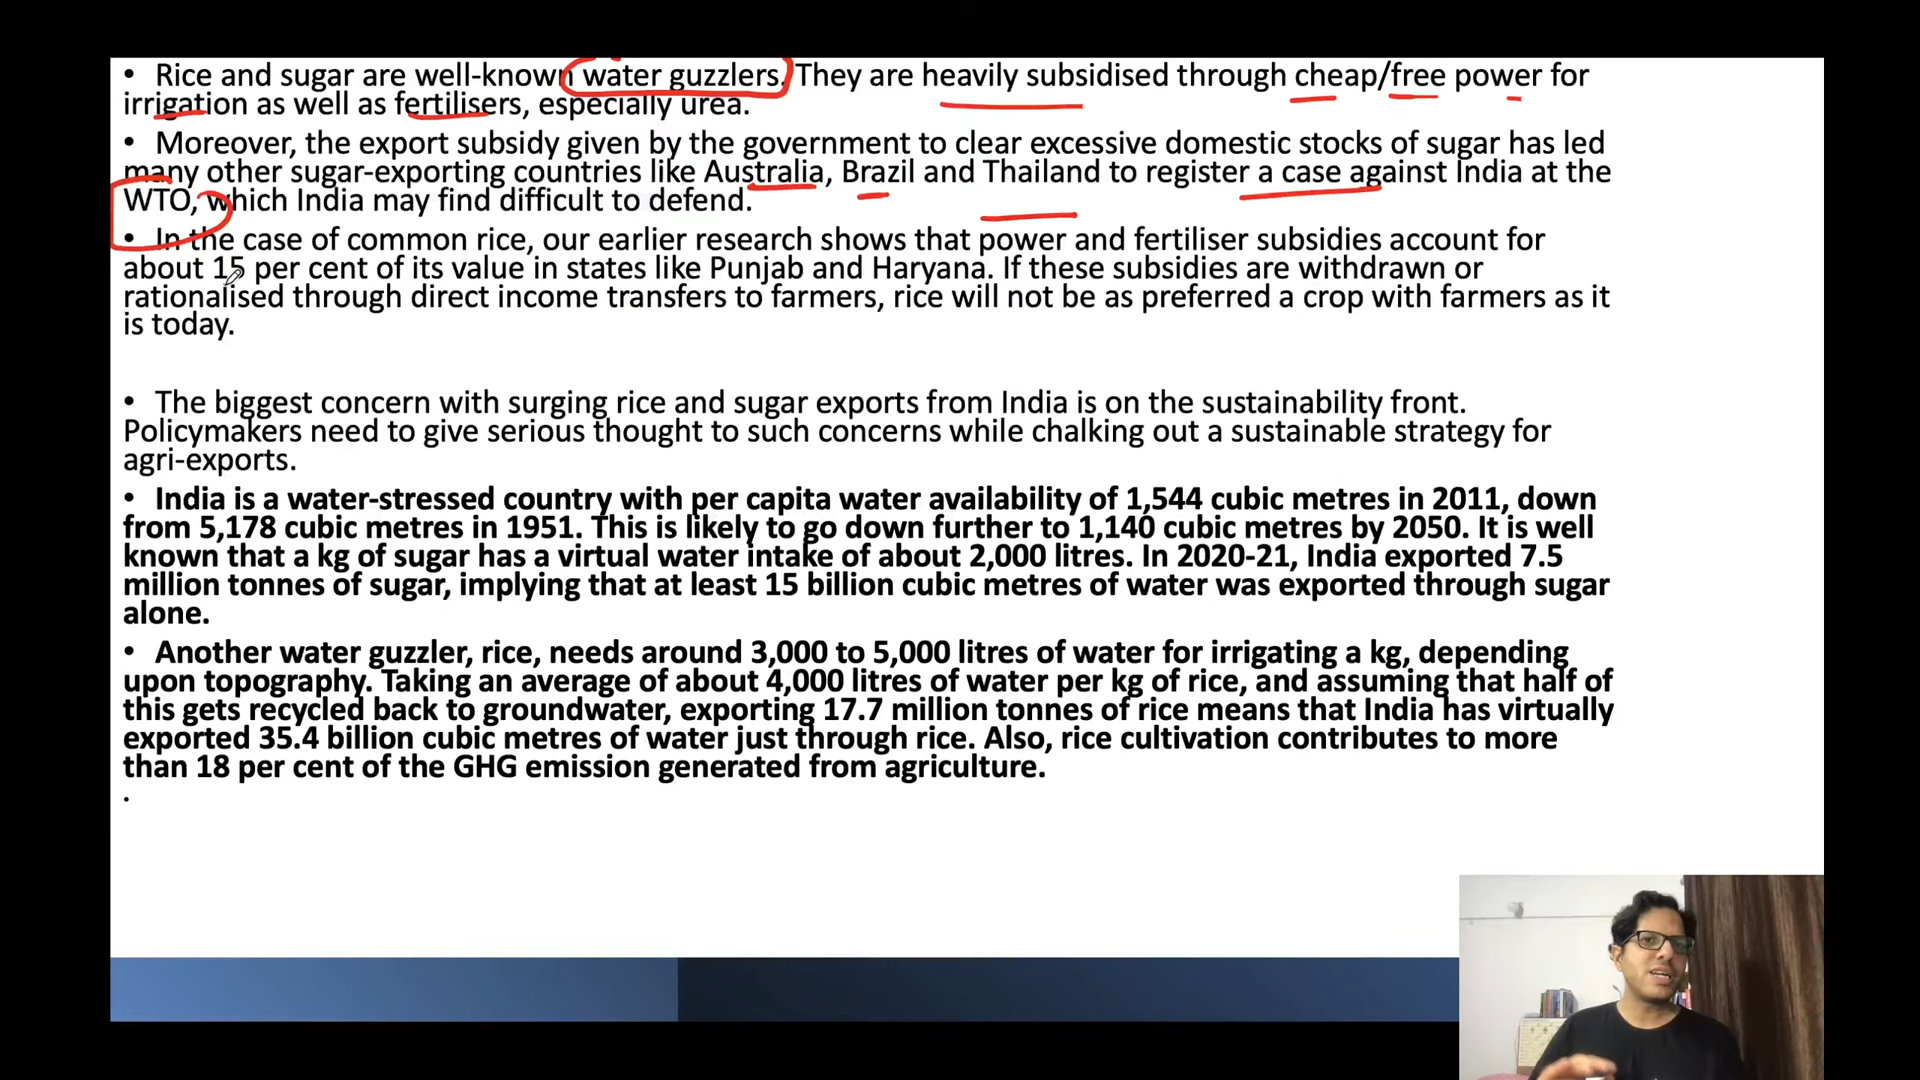 • Rice and sugar are well-known water guzzlers. They are heavily subsidised through cheap/free power for
irrigation as well as fertilisers, especially urea.
• Moreover, the export subsidy given by the government to clear excessive domestic stocks of sugar has led
many other sugar-exporting countries like Australia, Brazil and Thailand to register a case against India at the
WTO, which India may find difficult to defend.
• In the case of common rice, our earlier research shows that power and fertiliser subsidies account for
about 15 per cent of its value in states like Punjab and Haryana. If these subsidies are withdrawn or
rationalised through direct income transfers to farmers, rice will not be as preferred a crop with farmers as it
is today.
• The biggest concern with surging rice and sugar exports from India is on the sustainability front.
Policymakers need to give serious thought to such concerns while chalking out a sustainable strategy for
agri-exports.
• India is a water-stressed country with per capita water availability of 1,544 cubic metres in 2011, down
from 5,178 cubic metres in 1951. This is likely to go down further to 1,140 cubic metres by 2050. It is well
known that a kg of sugar has a virtual water intake of about 2,000 litres. In 2020-21, India exported 7.5
million tonnes of sugar, implying that at least 15 billion cubic metres of water was exported through sugar
alone.
• Another water guzzler, rice, needs around 3,000 to 5,000 litres of water for irrigating a kg, depending
upon topography. Taking an average of about 4,000 litres of water per kg of rice, and assuming that half of
this gets recycled back to groundwater, exporting 17.7 million tonnes of rice means that India has virtually
exported 35.4 billion cubic metres of water just through rice. Also, rice cultivation contributes to more
than 18 per cent of the GHG emission generated from agriculture.
.